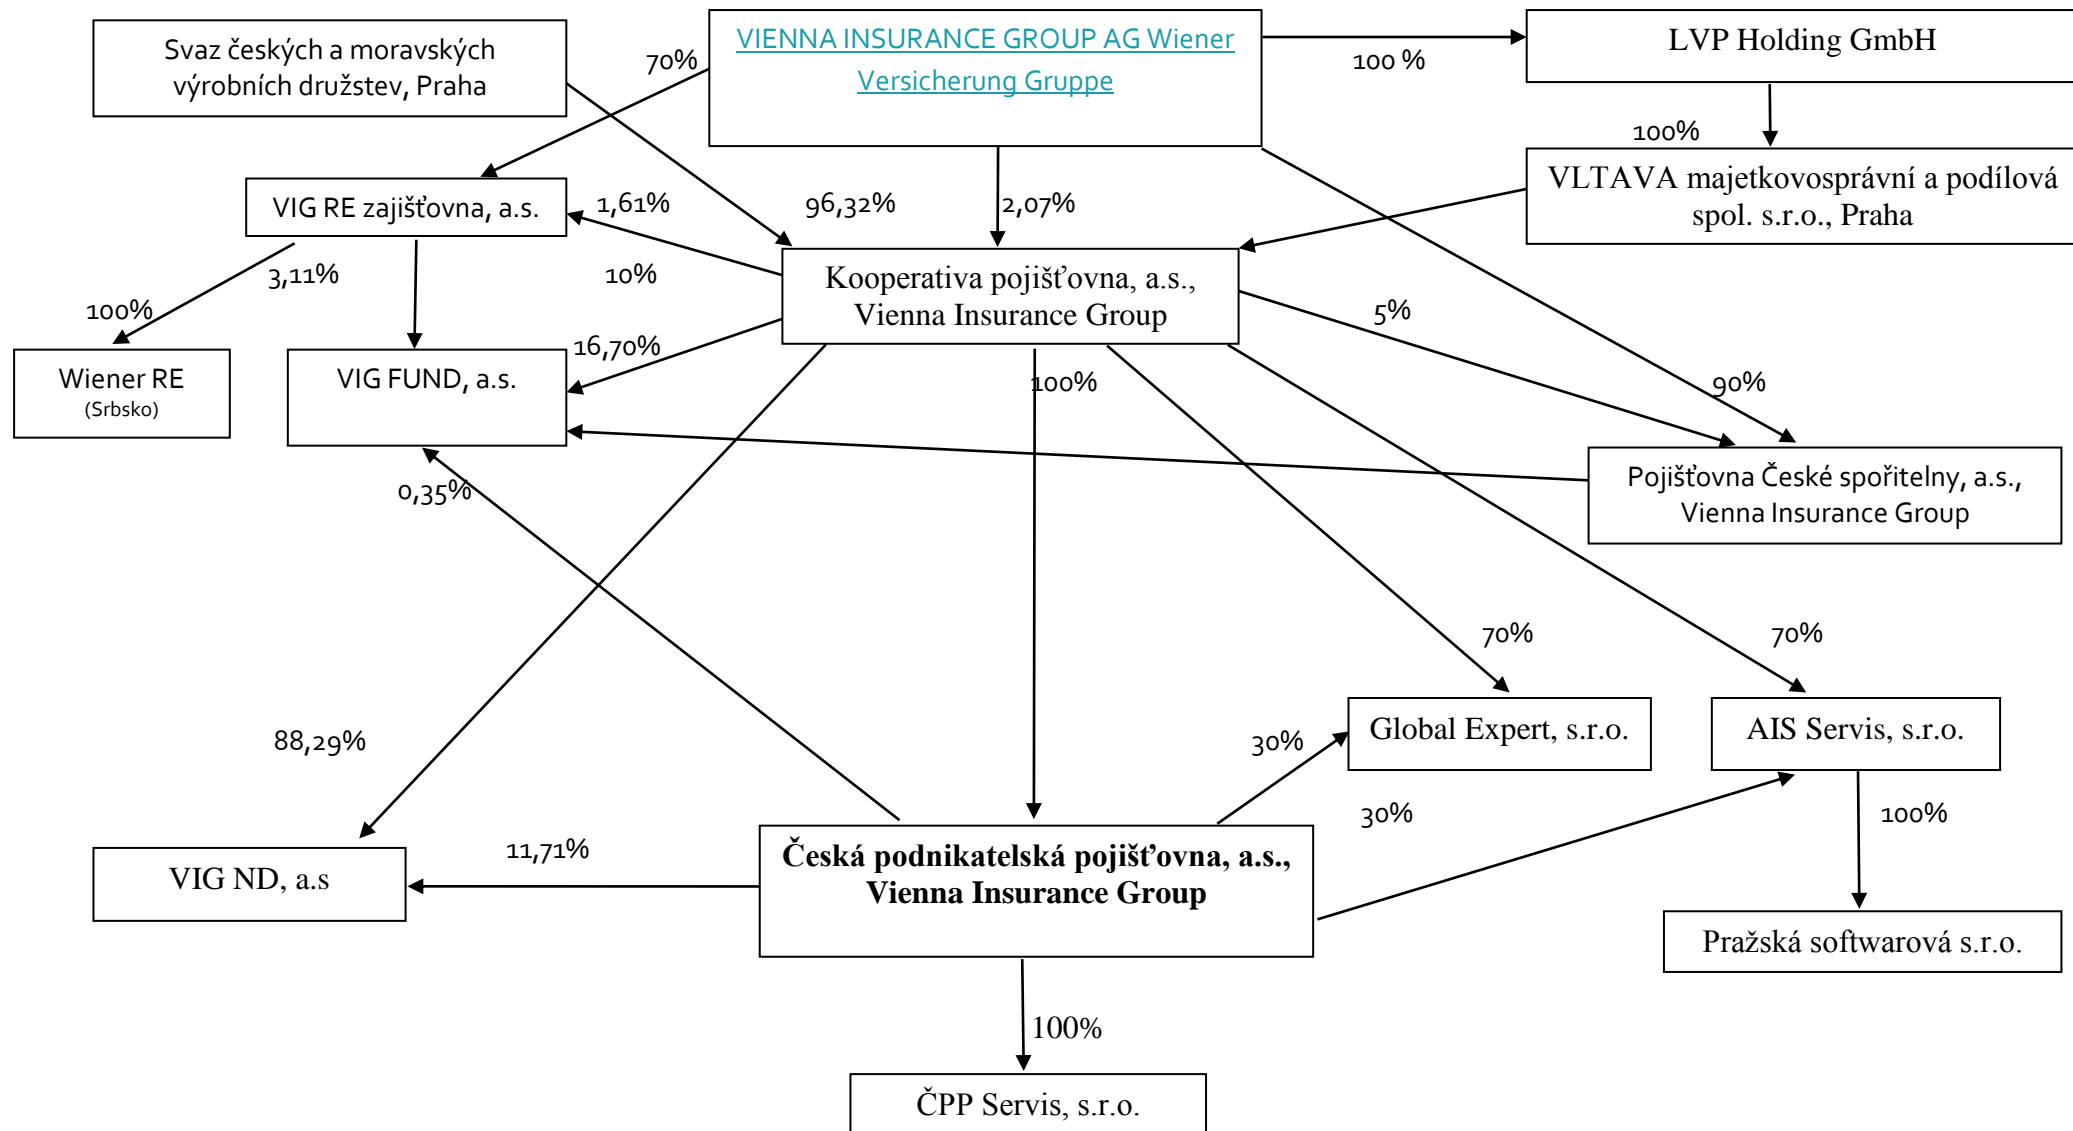 Svaz českých a moravských
výrobních družstev, Praha
70%
VIENNA INSURANCE GROUP AG Wiener
Versicherung Gruppe
100 %
LVP Holding GmbH
100%
VLTAVA majetkovosprávní a podílová
spol. s.r.o., Praha
VIG RE zajišťovna, a.s.
1,61%
96,32%
2,07%
3,11%
10%
Kooperativa pojišťovna, a.s.,
Vienna Insurance Group
5%
100%
16,70%
Wiener RE
(Srbsko)
VIG FUND, a.s.
100%
90%
0,35%
Pojišťovna České spořitelny, a.s.,
Vienna Insurance Group
70%
70%
88,29%
30%
Global Expert, s.r.o.
AIS Servis, s.r.o.
30%
100%
11,71%
VIG ND, a.s
Česká podnikatelská pojišťovna, a.s.,
Vienna Insurance Group
Pražská softwarová s.r.o.
100%
ČPP Servis, s.r.o.